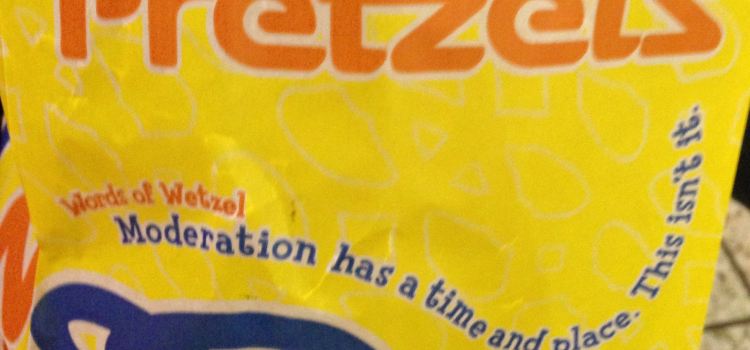 Pretzels
Words of Wetzel
Moderation has a time and place. This isn't it.